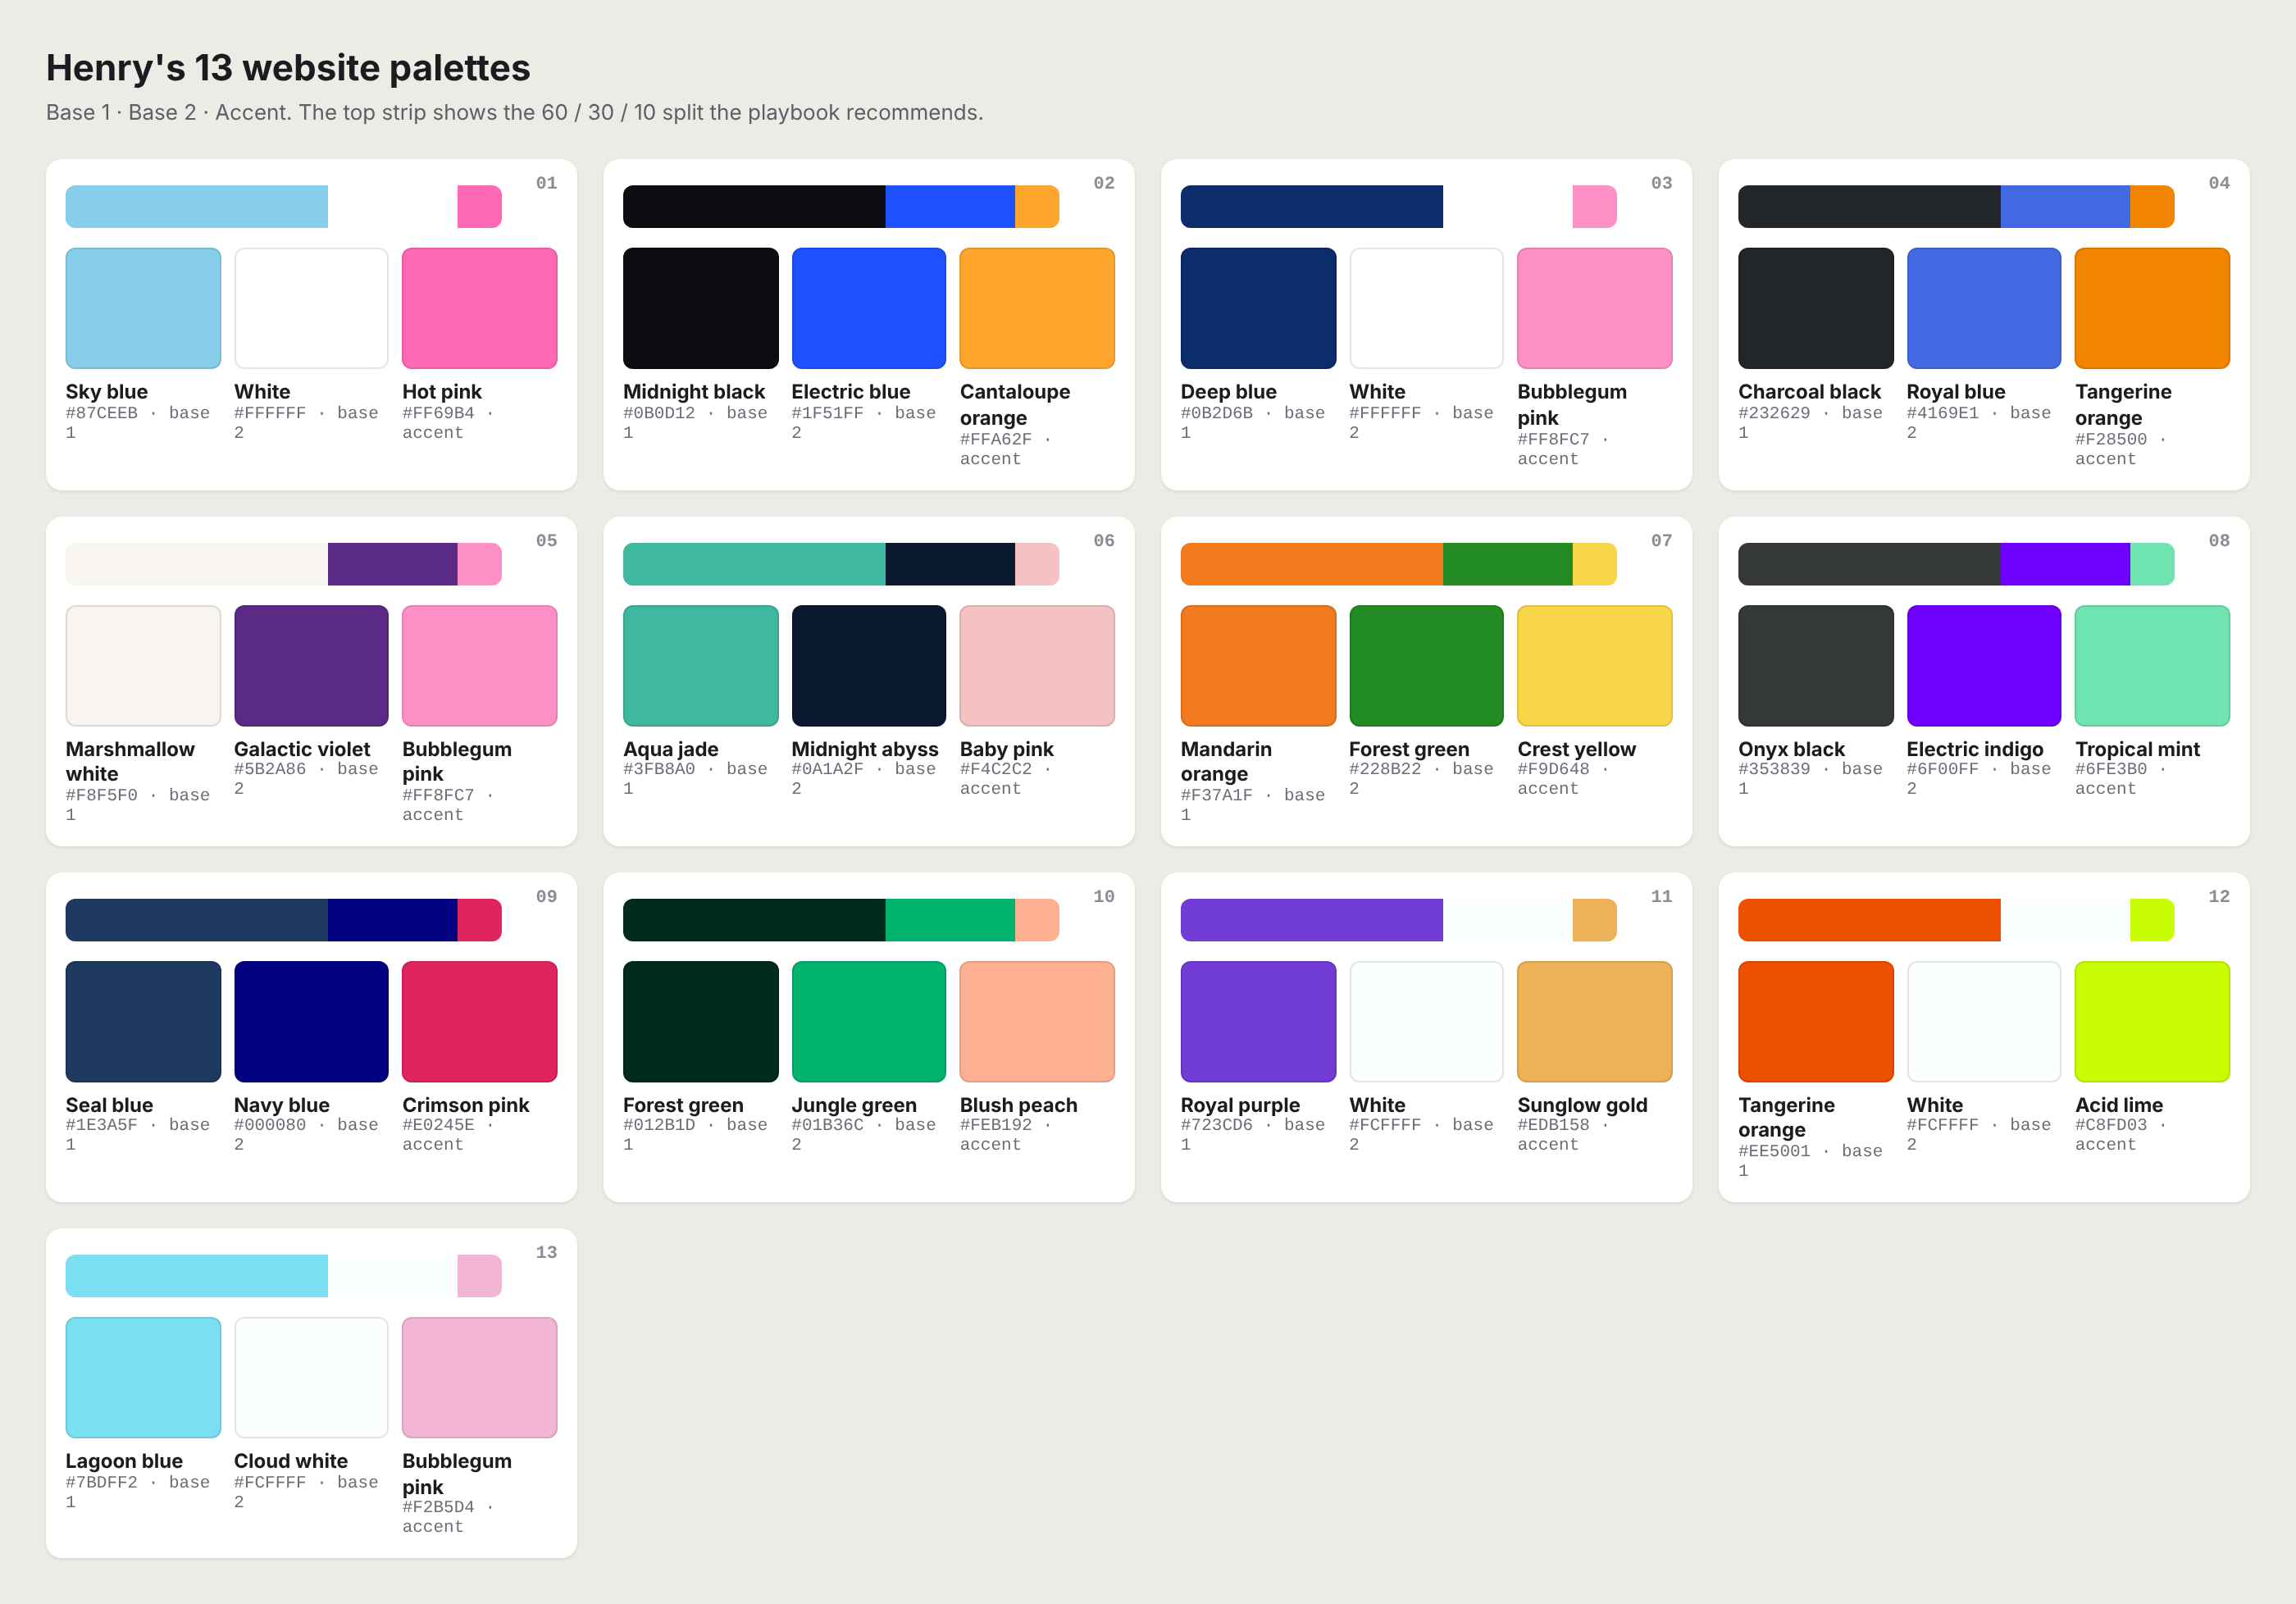 Henry's 13 website palettes
Base 1 · Base 2 · Accent. The top strip shows the 60 / 30 / 10 split the playbook recommends.
01
Sky blue
#87CEEB · base
1
White
#FFFFFF · base
2
Hot pink
#FF69B4 ·
accent
02
Midnight black
#0B0D12 · base
1
Electric blue
#1F51FF · base
2
Cantaloupe
orange
#FFA62F ·
accent
03
Deep blue
#0B2D6B · base
1
White
#FFFFFF · base
2
Bubblegum
pink
#FF8FC7 ·
accent
04
Charcoal black
#232629 · base
1
Royal blue
#4169E1 · base
2
Tangerine
orange
#F28500 ·
accent
05
Marshmallow
white
#F8F5F0 · base
1
Galactic violet
#5B2A86 · base
2
Bubblegum
pink
#FF8FC7 ·
accent
06
Aqua jade
#3FB8A0 · base
1
Midnight abyss
#0A1A2F · base
2
Baby pink
#F4C2C2 ·
accent
07
Mandarin
orange
#F37A1F · base
1
Forest green
#228B22 · base
2
Crest yellow
#F9D648 ·
accent
08
Onyx black
#353839 · base
1
Electric indigo
#6F00FF · base
2
Tropical mint
#6FE3B0 ·
accent
09
Seal blue
#1E3A5F · base
1
Navy blue
#000080 · base
2
Crimson pink
#E0245E ·
accent
10
Forest green
#012B1D · base
1
Jungle green
#01B36C · base
2
Blush peach
#FEB192 ·
accent
11
Royal purple
#723CD6 · base
1
White
#FCFFFF · base
2
Sunglow gold
#EDB158 ·
accent
12
Tangerine
orange
#EE5001 · base
1
White
#FCFFFF · base
2
Acid lime
#C8FD03 ·
accent
13
Lagoon blue
#7BDFF2 · base
1
Cloud white
#FCFFFF · base
2
Bubblegum
pink
#F2B5D4 ·
accent